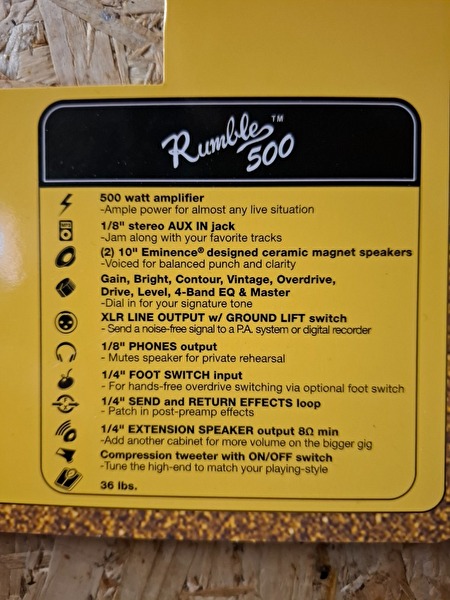 Rumble™
500
500 watt amplifier
-Ample power for almost any live situation
1/8" stereo AUX IN jack
-Jam along with your favorite tracks
(2) 10" Eminence® designed ceramic magnet speakers
-Voiced for balanced punch and clarity
Gain, Bright, Contour, Vintage, Overdrive,
Drive, Level, 4-Band EQ & Master
-Dial in for your signature tone
XLR LINE OUTPUT w/ GROUND LIFT switch
- Send a noise-free signal to a P.A. system or digital recorder
1/8" PHONES output
- Mutes speaker for private rehearsal
1/4" FOOT SWITCH input
- For hands-free overdrive switching via optional foot switch
1/4" SEND and RETURN EFFECTS loop
- Patch in post-preamp effects
1/4" EXTENSION SPEAKER output 8Ω min
-Add another cabinet for more volume on the bigger gig
Compression tweeter with ON/OFF switch
-Tune the high-end to match your playing-style
36 lbs.